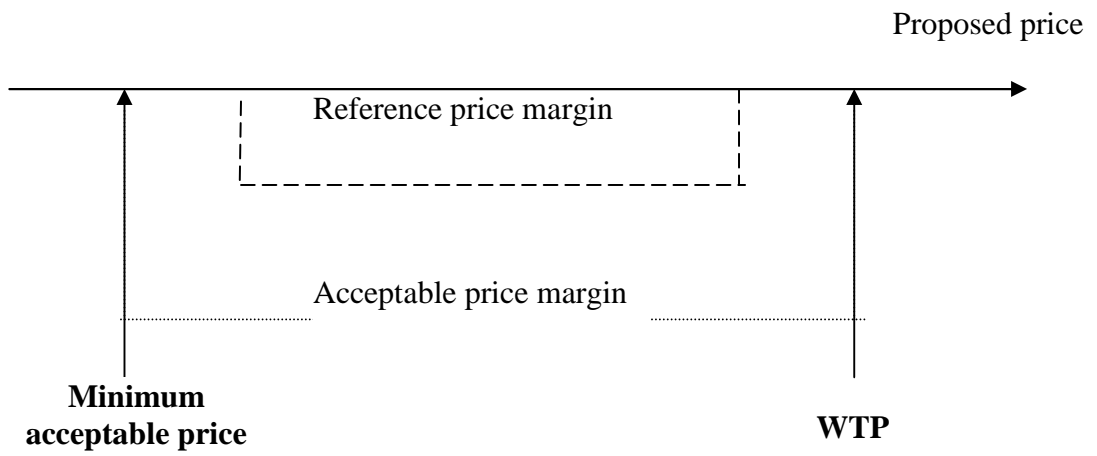 Proposed price
Reference price margin
Acceptable price margin
Minimum
acceptable price
WTP